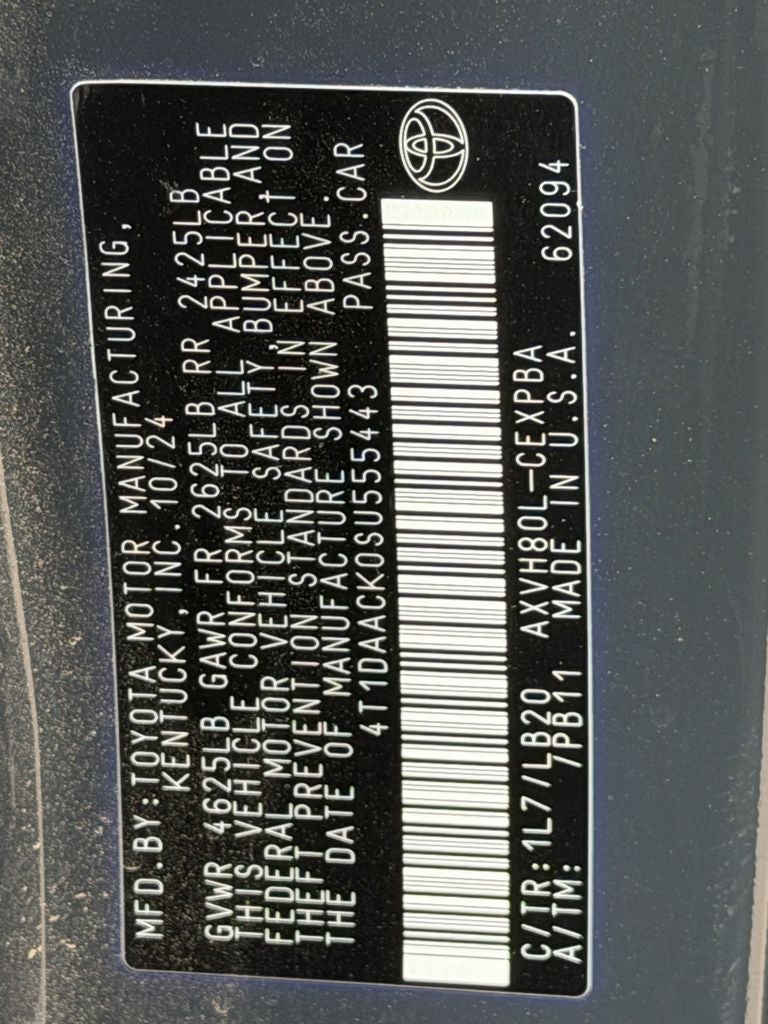 MFD.BY:TOYOTA MOTOR MANUFACTURING,
KENTUCKY, INC. 10/24
GVWR 4625LB GAWR FR 2625LB RR 2425LB
THIS VEHICLE CONFORMS TO ALL APPLICABLE
FEDERAL MOTOR VEHICLE SAFETY, BUMPER, AND
THEFT PREVENTION STANDARDS IN EFFECT ON
THE DATE OF MANUFACTURE SHOWN ABOVE.
4T1DAACK0SU555443 PASS.CAR
C/TR:1L7/LB20 AXVH80L-CEXPBA
A/TM: /PB11 MADE IN U.S.A. 62094